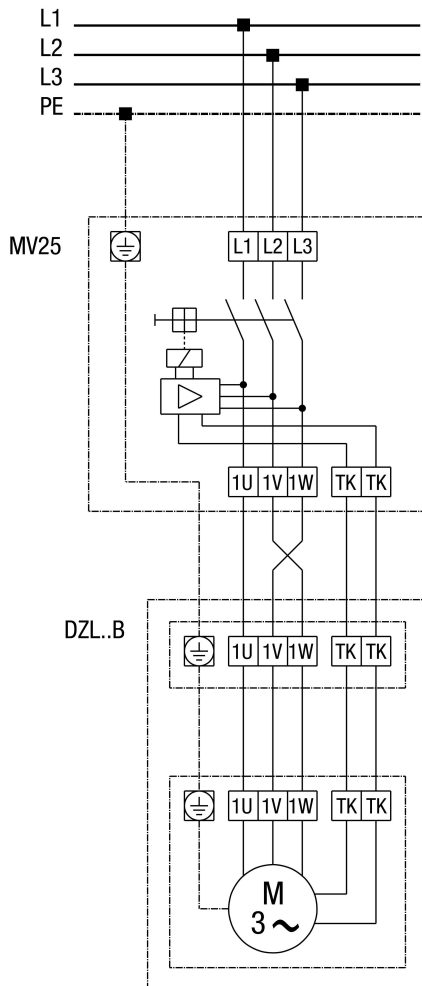 L1
L2
L3
PE
MV25
L1 L2 L3
1U 1V 1W TK TK
DZL..B
1U 1V 1W TK TK
1U 1V 1W TK TK
M
3 ~